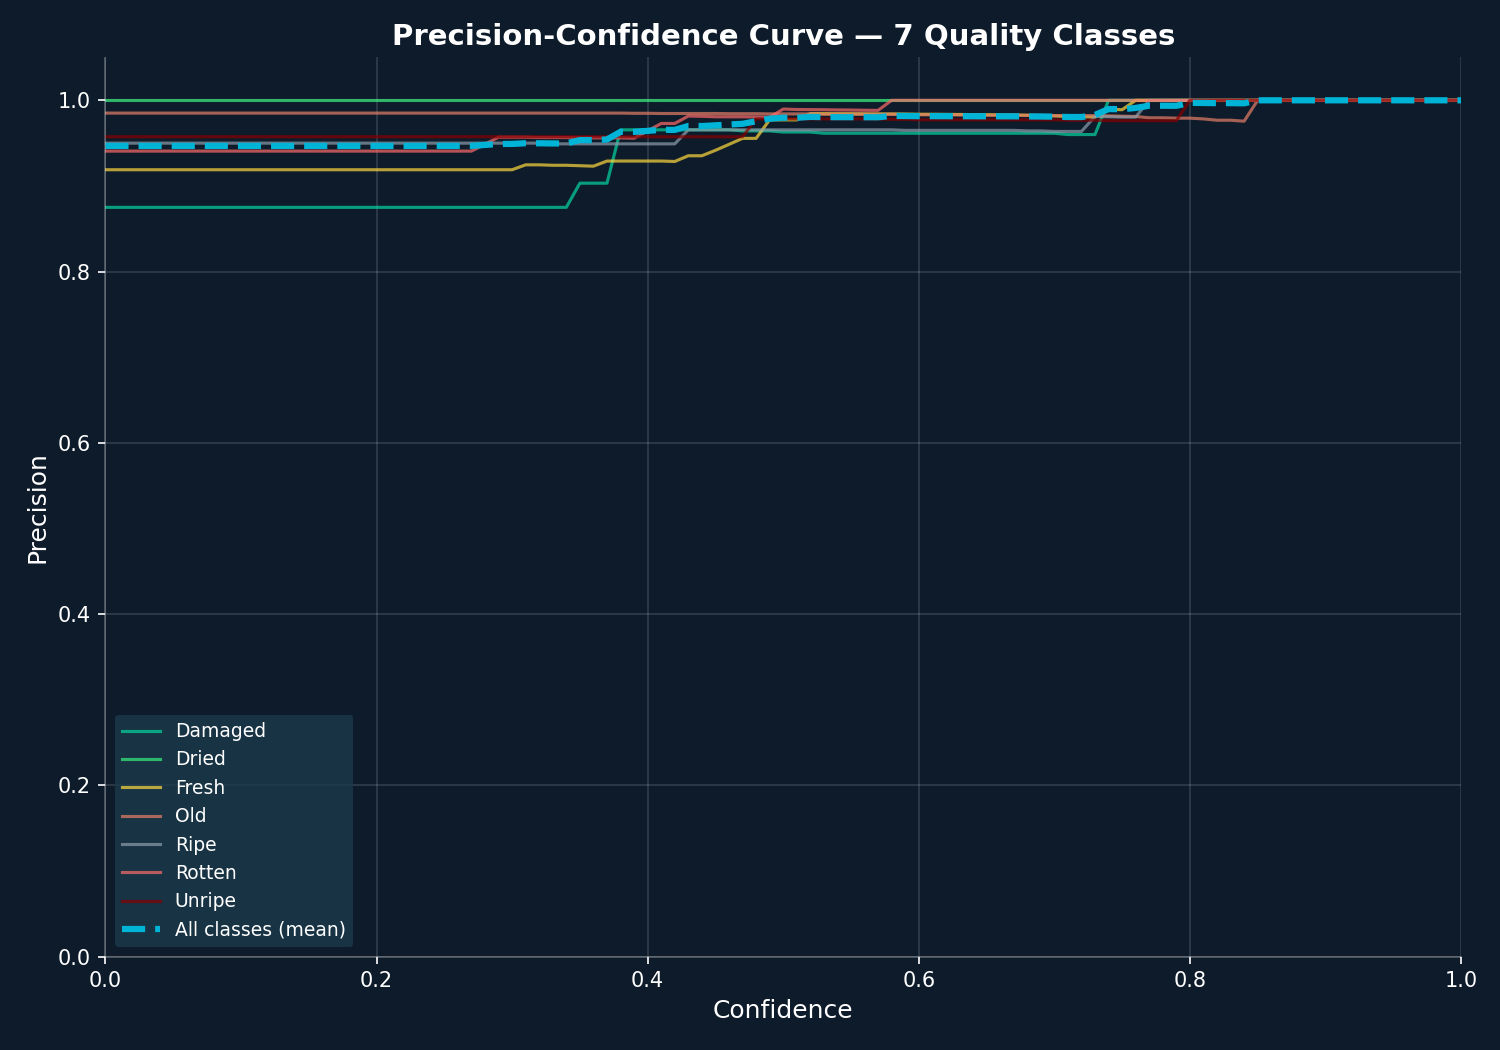 Precision-Confidence Curve — 7 Quality Classes
1.0
0.8
0.6
0.4
0.2
0.0
Precision
Damaged
Dried
Fresh
Old
Ripe
Rotten
Unripe
All classes (mean)
0.0 0.2 0.4 0.6 0.8 1.0
Confidence